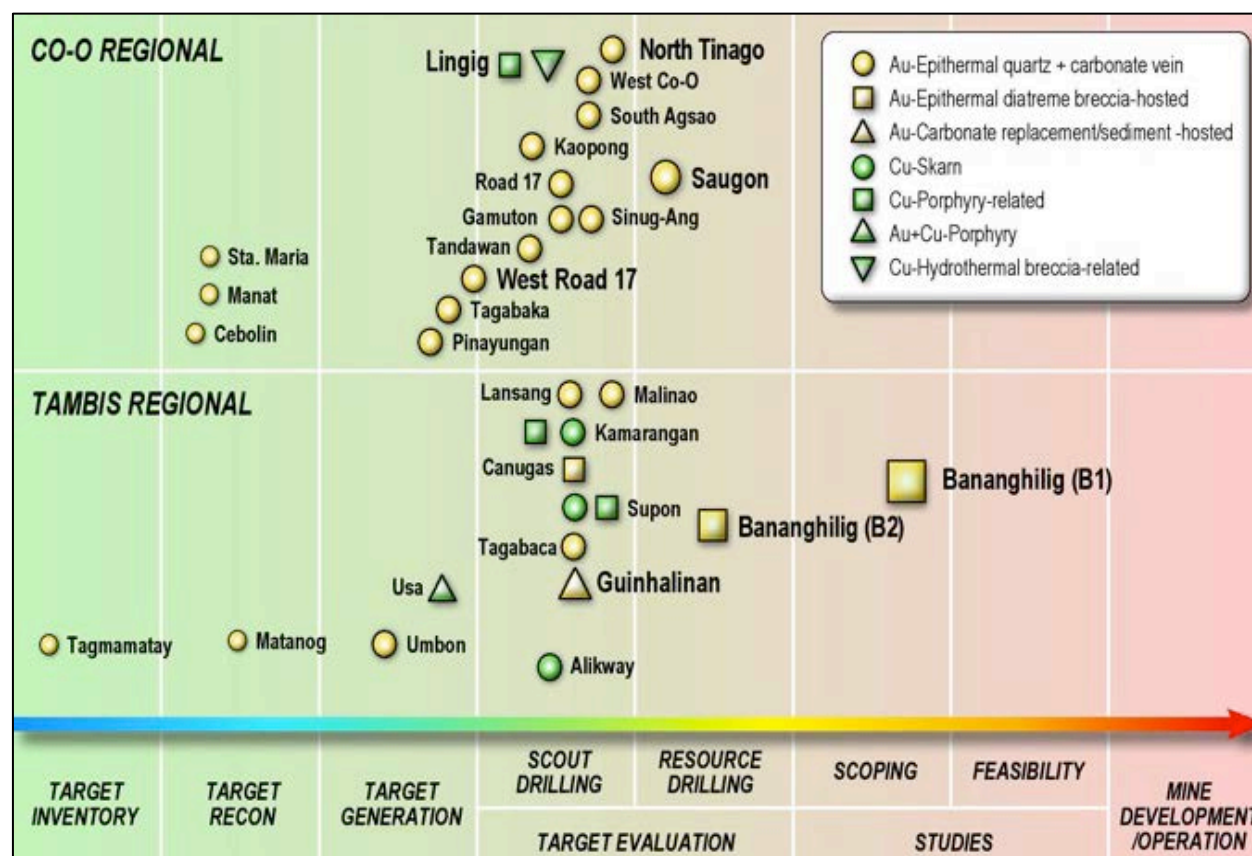 CO-O REGIONAL
Lingig
North Tinago
West Co-O
South Agsao
Kaopong
Road 17
Saugon
Gamuton
Sinug-Ang
Tandawan
Sta. Maria
West Road 17
Manat
Tagabaka
Cebolin
Pinayungan
Au-Epithermal quartz + carbonate vein
Au-Epithermal diatreme breccia-hosted
Au-Carbonate replacement/sediment -hosted
Cu-Skarn
Cu-Porphyry-related
Au+Cu-Porphyry
Cu-Hydrothermal breccia-related
TAMBIS REGIONAL
Lansang
Malinao
Kamarangan
Canugas
Bananghilig (B1)
Supon
Bananghilig (B2)
Tagabaca
Guinhalinan
Usa
Tagmamatay
Matanog
Umbon
Alikway
TARGET
INVENTORY
TARGET
RECON
TARGET
GENERATION
SCOUT
DRILLING
RESOURCE
DRILLING
TARGET EVALUATION
SCOPING
FEASIBILITY
STUDIES
MINE
DEVELOPMENT
/OPERATION